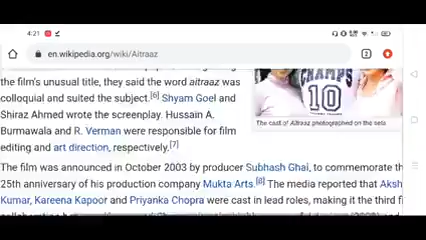 4:21
en.wikipedia.org/wiki/Aitraaz
2
the film's unusual title, they said the word aitraaz was
colloquial and suited the subject.[6] Shyam Goel and
Shiraz Ahmed wrote the screenplay. Hussain A.
Burmawala and R. Verman were responsible for film
editing and art direction, respectively.[7]
CHAMPS
10
The cast of Aitraaz photographed on the sets
The film was announced in October 2003 by producer Subhash Ghai, to commemorate th
25th anniversary of his production company Mukta Arts.[8] The media reported that Aksh
Kumar, Kareena Kapoor and Priyanka Chopra were cast in lead roles, making it the third f